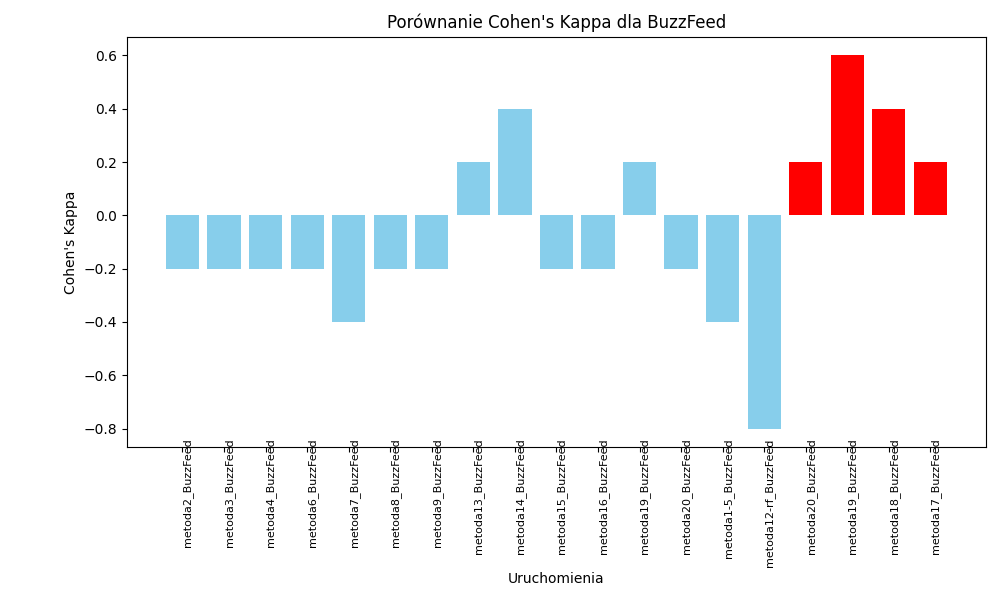 Porównanie Cohen's Kappa dla BuzzFeed
Cohen's Kappa
0.6
0.4
0.2
0.0
−0.2
−0.4
−0.6
−0.8
metoda2_BuzzFeed
metoda3_BuzzFeed
metoda4_BuzzFeed
metoda6_BuzzFeed
metoda7_BuzzFeed
metoda8_BuzzFeed
metoda9_BuzzFeed
metoda13_BuzzFeed
metoda14_BuzzFeed
metoda15_BuzzFeed
metoda16_BuzzFeed
metoda19_BuzzFeed
metoda20_BuzzFeed
metoda1-5_BuzzFeed
metoda12-rf_BuzzFeed
metoda20_BuzzFeed
metoda19_BuzzFeed
metoda18_BuzzFeed
metoda17_BuzzFeed
Uruchomienia